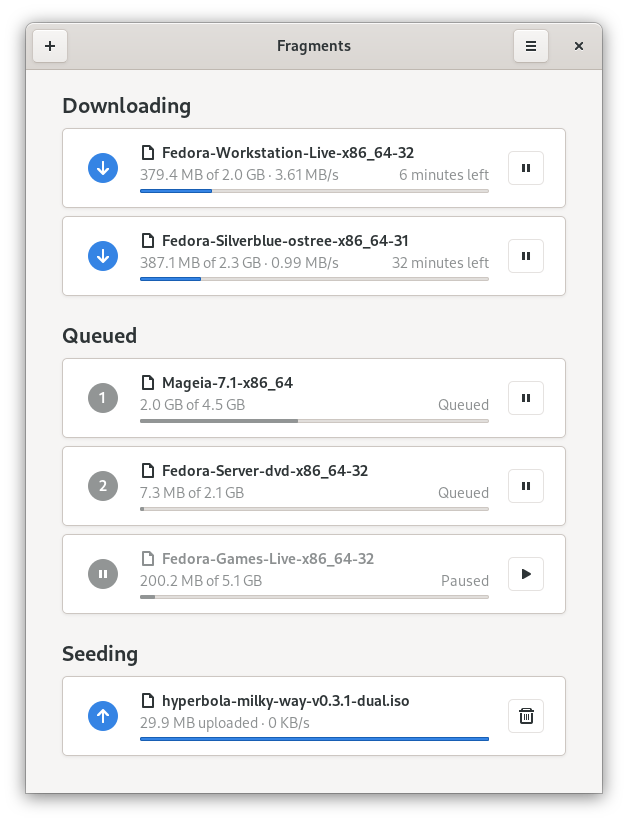 Fragments
Downloading
Fedora-Workstation-Live-x86_64-32
379.4 MB of 2.0 GB · 3.61 MB/s 6 minutes left
Fedora-Silverblue-ostree-x86_64-31
387.1 MB of 2.3 GB · 0.99 MB/s 32 minutes left
Queued
1 Mageia-7.1-x86_64
2.0 GB of 4.5 GB Queued
2 Fedora-Server-dvd-x86_64-32
7.3 MB of 2.1 GB Queued
Fedora-Games-Live-x86_64-32
200.2 MB of 5.1 GB Paused
Seeding
hyperbola-milky-way-v0.3.1-dual.iso
29.9 MB uploaded · 0 KB/s